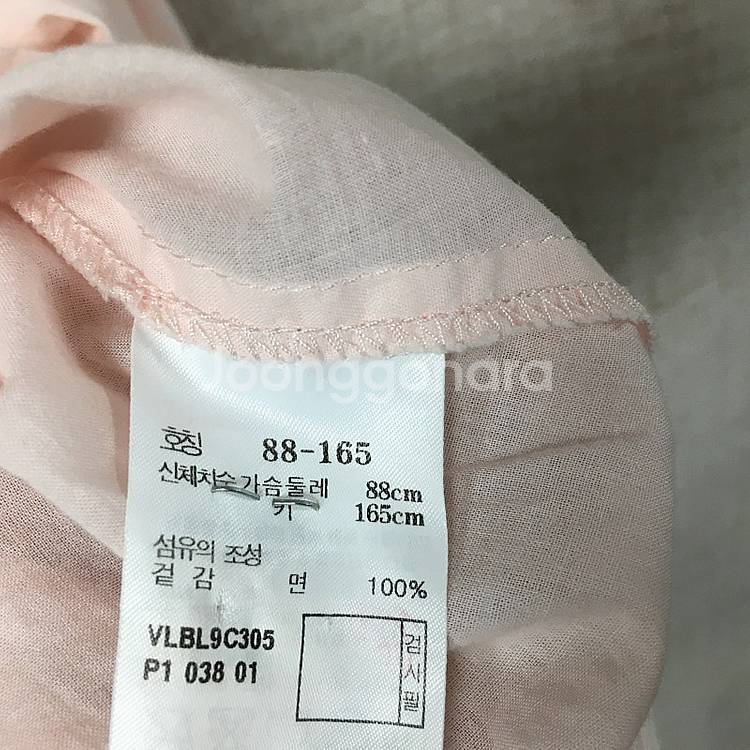 Joonggonara
호칭 88-165
신체치수 가슴둘레 88cm
키 165cm
섬유의 조성
겉 감 면 100%
VLBL9C305
P1 038 01
검
사
필